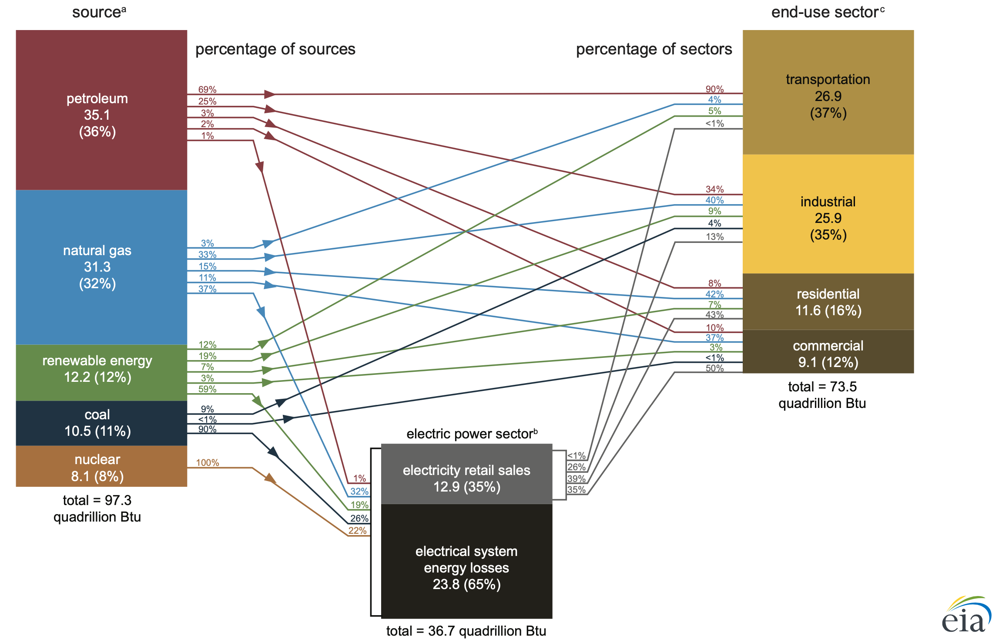 sourceᵃ
end-use sectorᶜ
percentage of sources
percentage of sectors
petroleum
35.1
(36%)
69%
25%
3%
2%
1%
natural gas
31.3
(32%)
3%
33%
15%
11%
37%
renewable energy
12.2 (12%)
12%
19%
7%
3%
59%
coal
10.5 (11%)
9%
<1%
90%
nuclear
8.1 (8%)
100%
total = 97.3
quadrillion Btu
electric power sectorᵇ
1%
32%
19%
26%
22%
electricity retail sales
12.9 (35%)
electrical system
energy losses
23.8 (65%)
<1%
26%
39%
35%
total = 36.7 quadrillion Btu
90%
4%
5%
<1%
transportation
26.9
(37%)
34%
40%
9%
4%
13%
industrial
25.9
(35%)
8%
42%
7%
43%
residential
11.6 (16%)
10%
37%
3%
<1%
50%
commercial
9.1 (12%)
total = 73.5
quadrillion Btu
eia